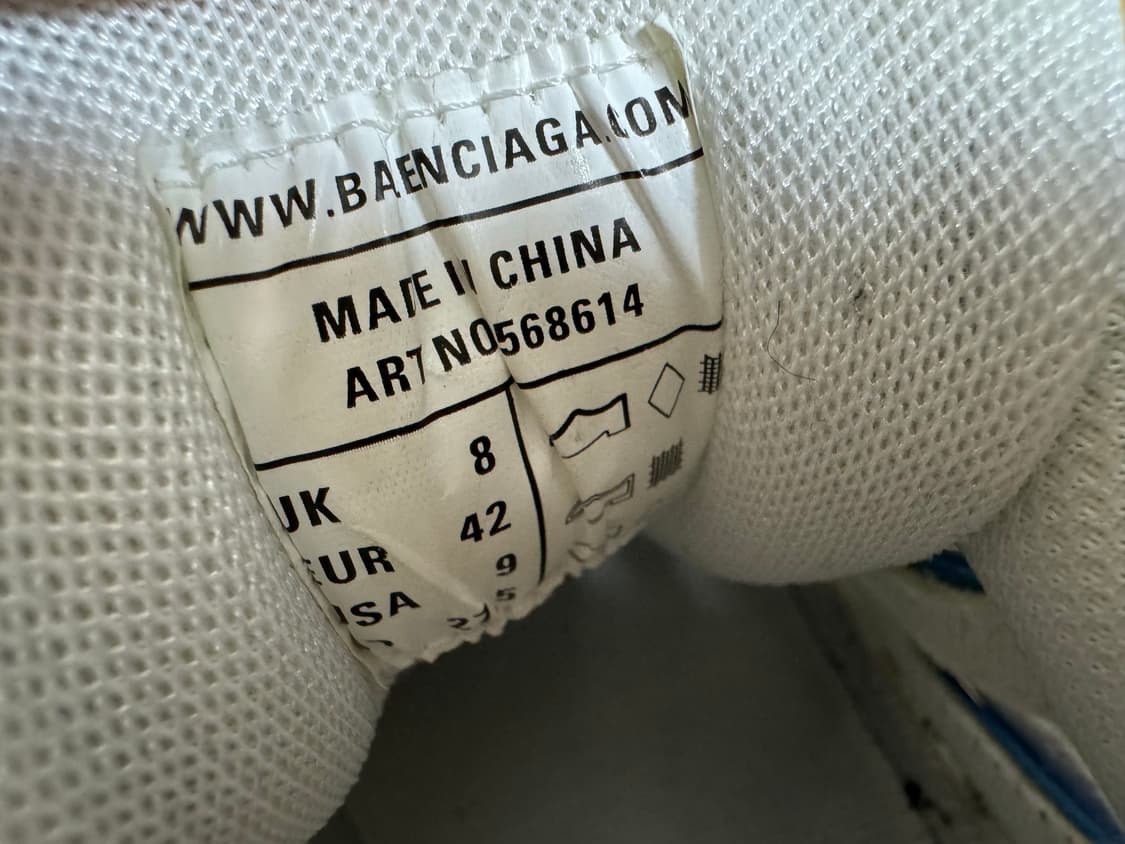 WWW.BAENCIAGA.COM
MADE IN CHINA
ART NO568614
UK 8
EUR 42
USA 9